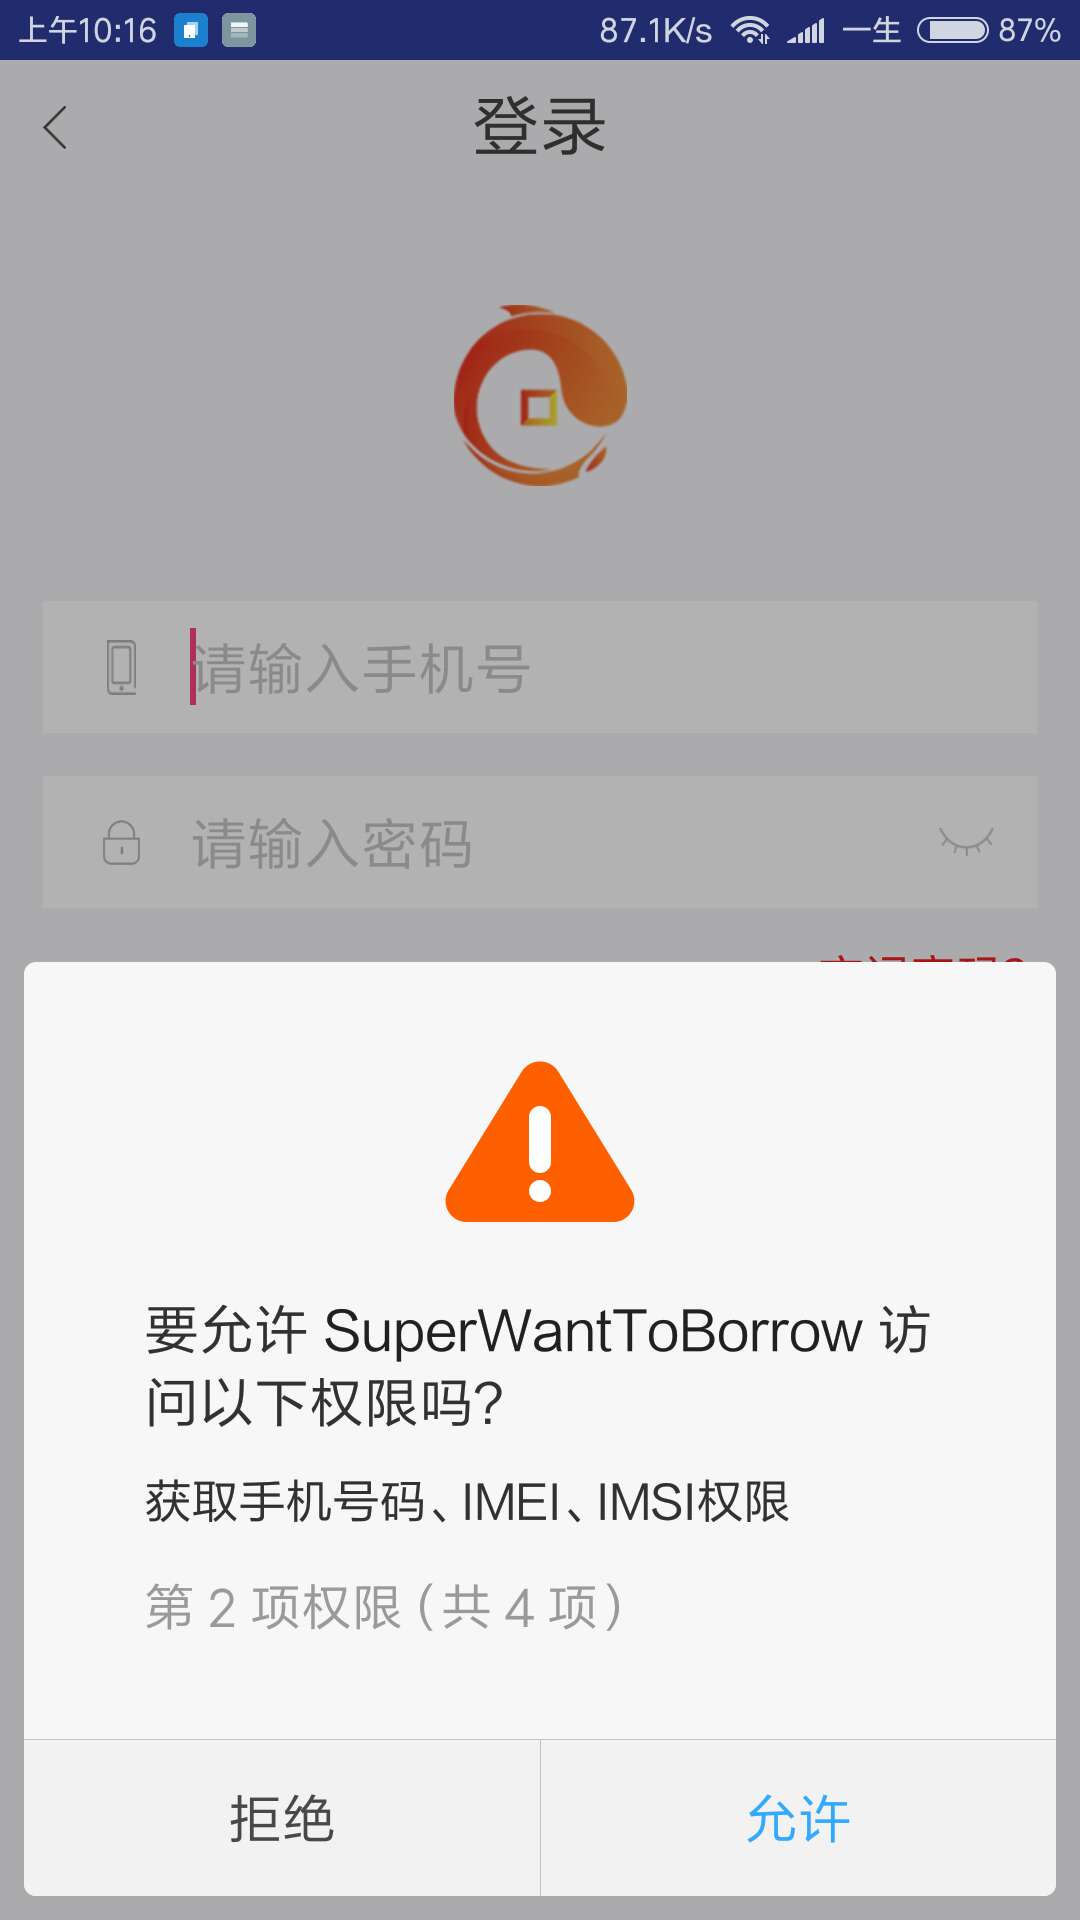 上午10:16 87.1K/s 一生 87%
登录
请输入手机号
请输入密码
要允许 SuperWantToBorrow 访
问以下权限吗?
获取手机号码、IMEI、IMSI权限
第 2 项权限（共 4 项）
拒绝 允许